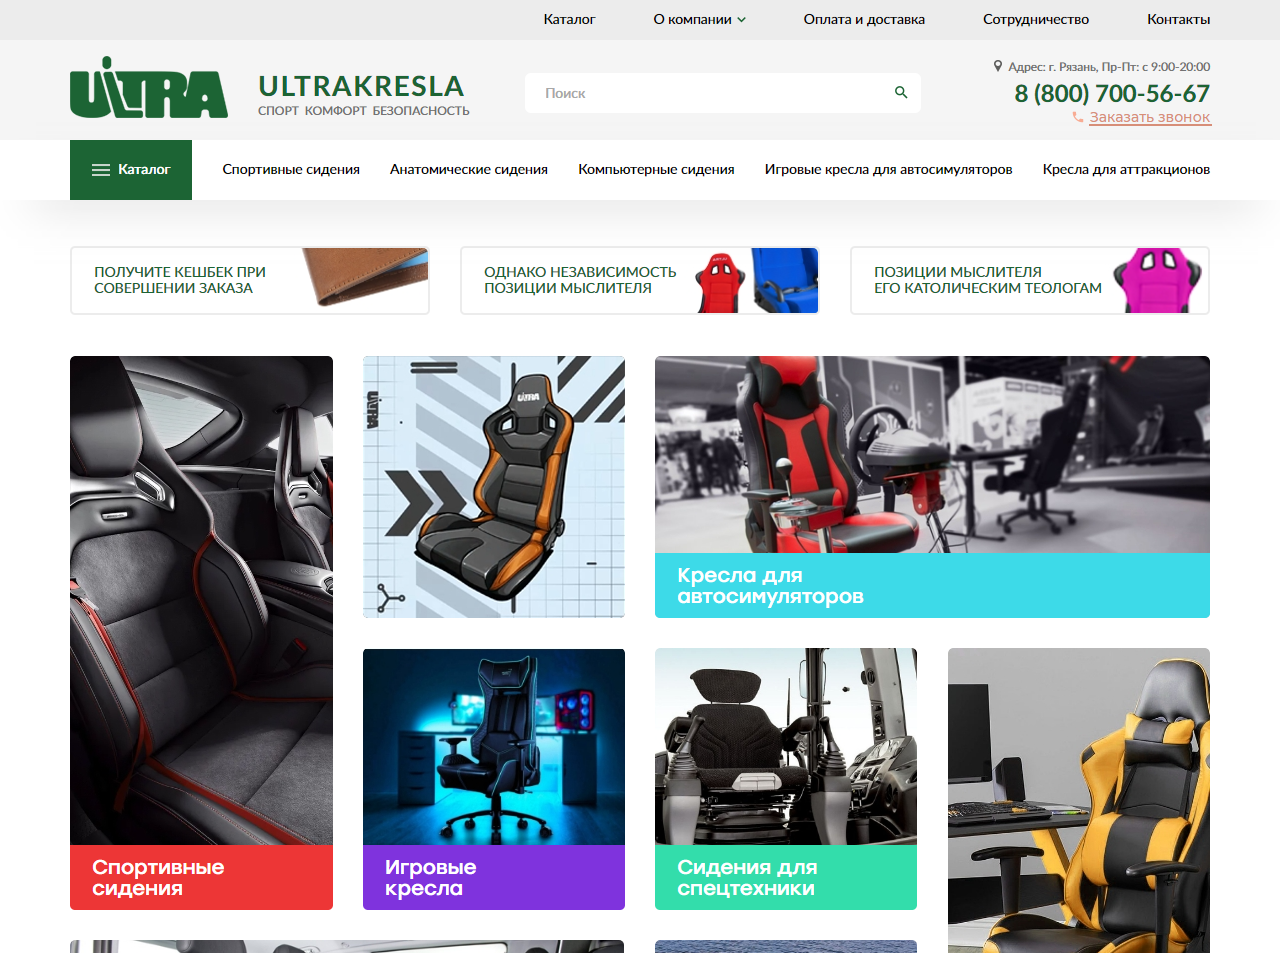 Каталог О компании Оплата и доставка Сотрудничество Контакты
ULTRA
ULTRAKRESLA
СПОРТ КОМФОРТ БЕЗОПАСНОСТЬ
Поиск
Адрес: г. Рязань, Пр-Пт: с 9:00-20:00
8 (800) 700-56-67
Заказать звонок
Каталог Спортивные сидения Анатомические сидения Компьютерные сидения Игровые кресла для автосимуляторов Кресла для аттракционов
ПОЛУЧИТЕ КЕШБЕК ПРИ
СОВЕРШЕНИИ ЗАКАЗА
ОДНАКО НЕЗАВИСИМОСТЬ
ПОЗИЦИИ МЫСЛИТЕЛЯ
ПОЗИЦИИ МЫСЛИТЕЛЯ
ЕГО КАТОЛИЧЕСКИМ ТЕОЛОГАМ
ULTRA
ULTRA
Кресла для
автосимуляторов
Спортивные
сидения
Игровые
кресла
Сидения для
спецтехники